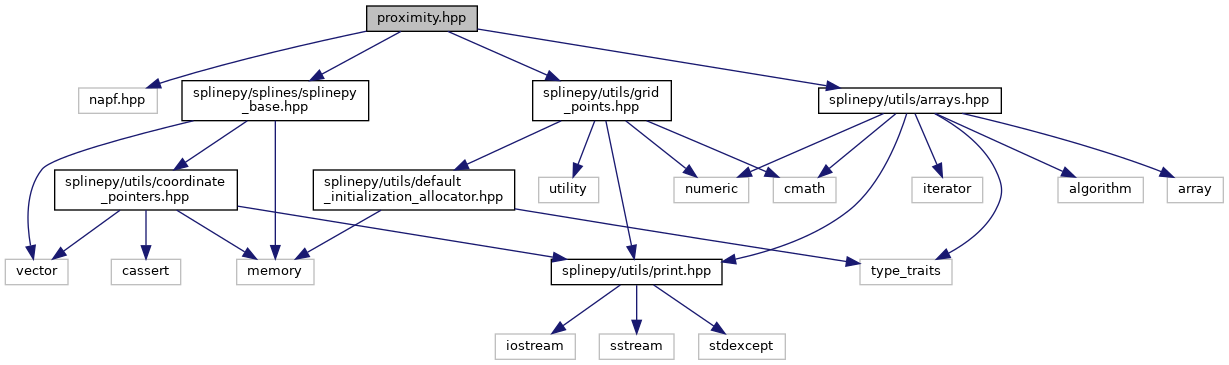 proximity.hpp
napf.hpp
splinepy/splines/splinepy
_base.hpp
splinepy/utils/grid
_points.hpp
splinepy/utils/arrays.hpp
splinepy/utils/coordinate
_pointers.hpp
splinepy/utils/default
_initialization_allocator.hpp
utility
numeric
cmath
iterator
algorithm
array
vector
cassert
memory
splinepy/utils/print.hpp
type_traits
iostream
sstream
stdexcept